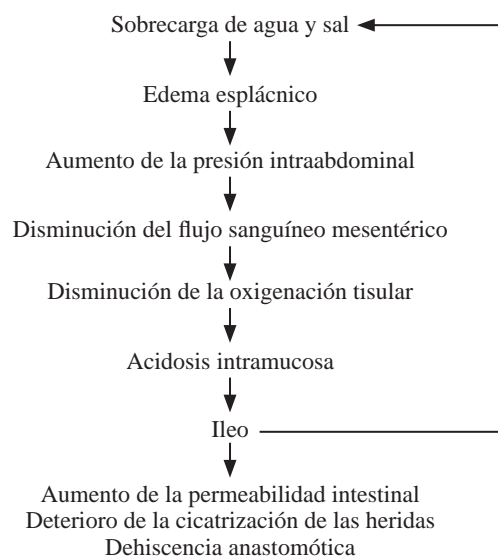 Sobrecarga de agua y sal
Edema esplácnico
Aumento de la presión intraabdominal
Disminución del flujo sanguíneo mesentérico
Disminución de la oxigenación tisular
Acidosis intramucosa
Ileo
Aumento de la permeabilidad intestinal
Deterioro de la cicatrización de las heridas
Dehiscencia anastomótica